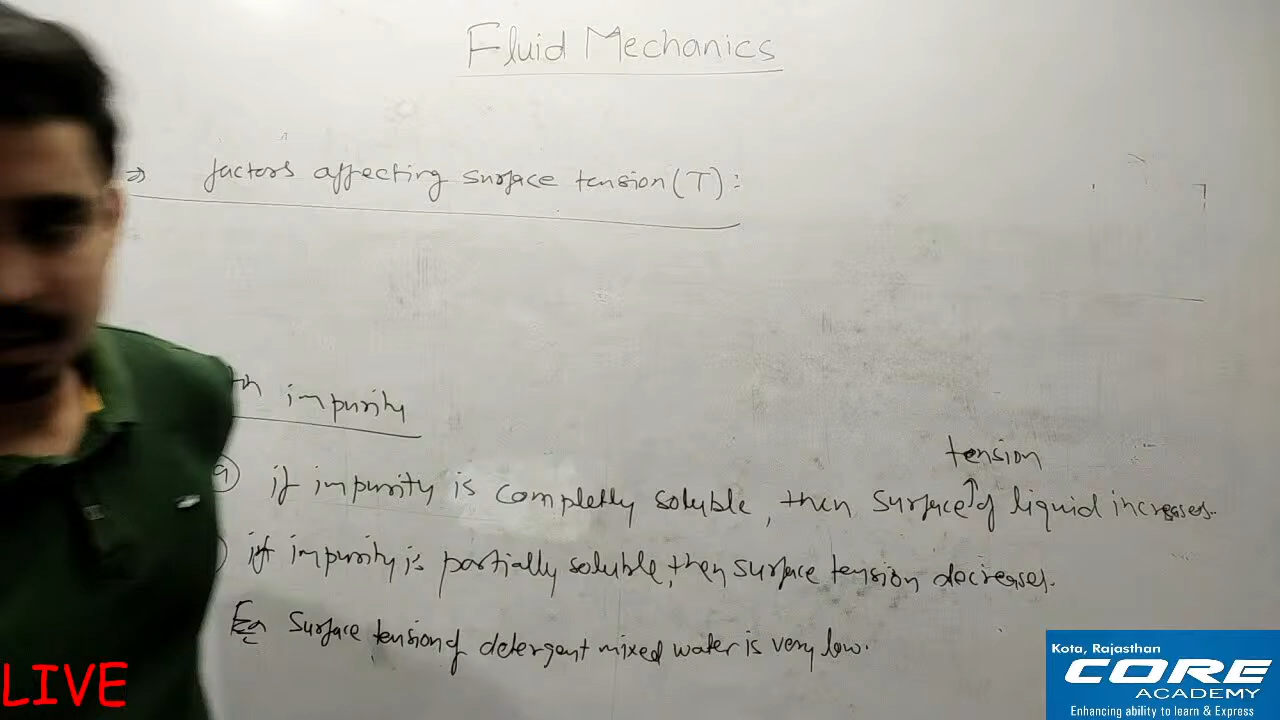 Fluid Mechanics
⇒ factors affecting surface tension (T):
impurity
a) if impurity is completly soluble, then surface tension of liquid increases.
if impurity is partially soluble, then surface tension decreases.
Eg Surface tension of detergent mixed water is very low.
LIVE
Kota, Rajasthan
CORE
ACADEMY
Enhancing ability to learn & Express